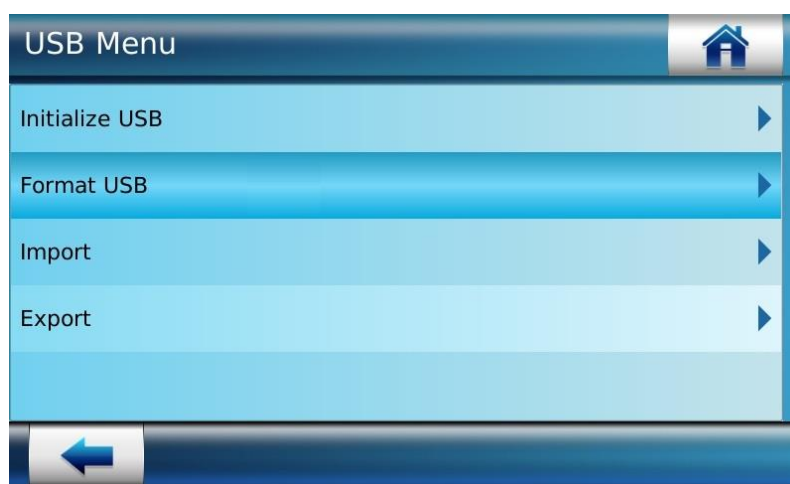 USB Menu
Initialize USB
Format USB
Import
Export